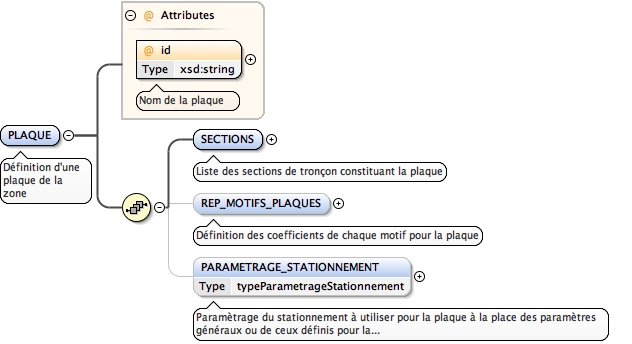 @ Attributes
@ id
Type xsd:string
Nom de la plaque
PLAQUE
Définition d'une
plaque de la
zone
SECTIONS
Liste des sections de tronçon constituant la plaque
REP_MOTIFS_PLAQUES
Définition des coefficients de chaque motif pour la plaque
PARAMETRAGE_STATIONNEMENT
Type typeParametrageStationnement
Paramètrage du stationnement à utiliser pour la plaque à la place des paramètres
généraux ou de ceux définis pour la...